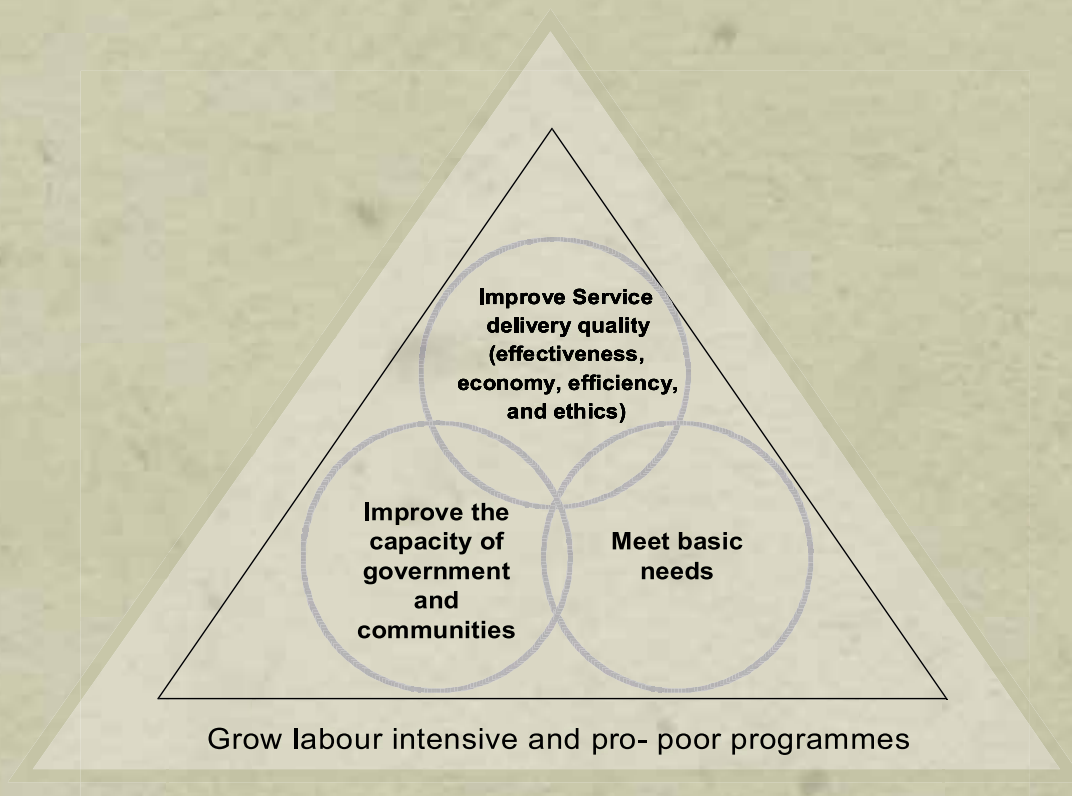 Improve Service
delivery quality
(effectiveness,
economy, efficiency,
and ethics)
Improve the
capacity of
government
and
communities
Meet basic
needs
Grow labour intensive and pro- poor programmes